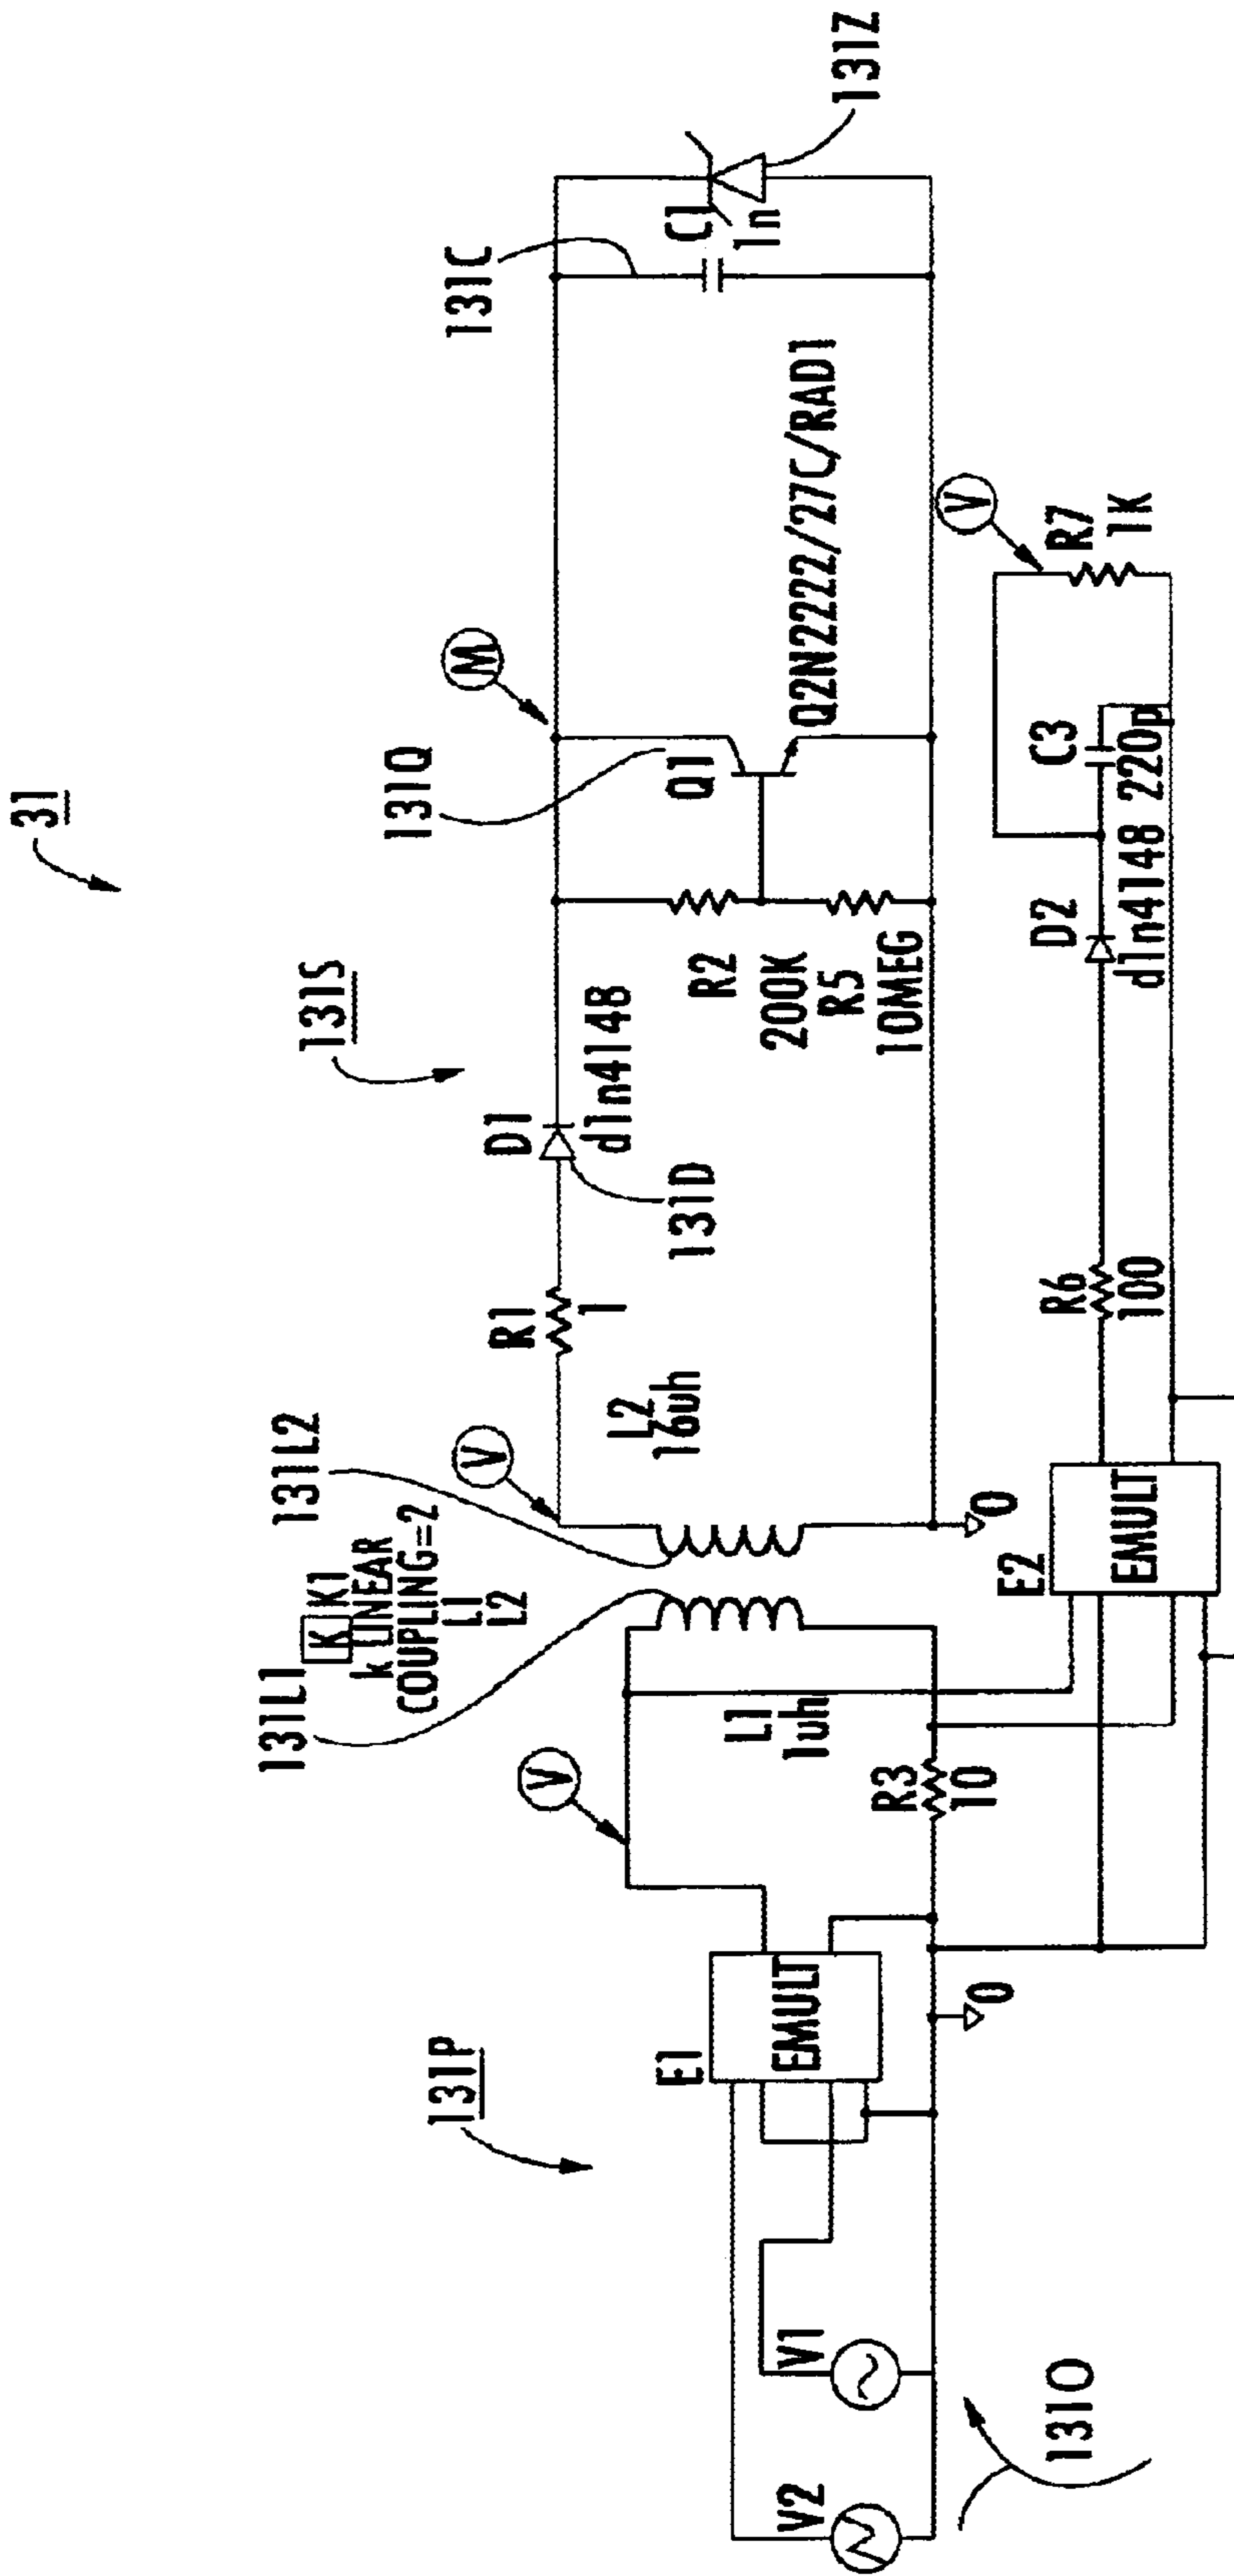 31
131S
131P
131L1
131L2
131Q
131C
131Z
131D
131O
K K1
k LINEAR
COUPLING=2
L1
L2
V
V
M
V
V2
V1
E1
EMULT
0
R3
10
L1
1uh
L2
16uh
0
R1
1
D1
d1n4148
R2
200K
R5
10MEG
Q1
Q2N2222/27C/RAD1
C1
1n
E2
EMULT
R6
100
D2
d1n4148
C3
220p
R7
1K